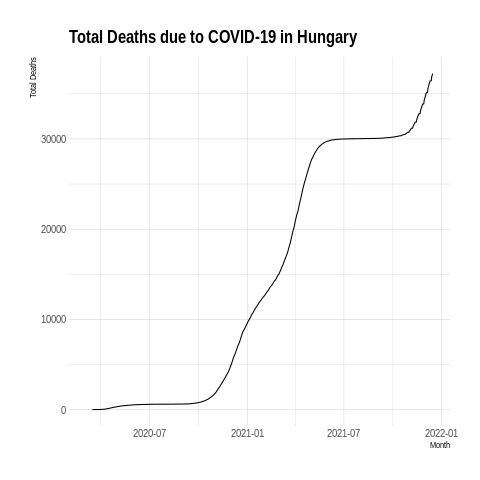 Total Deaths due to COVID-19 in Hungary
Total Deaths
30000
20000
10000
0
2020-07 2021-01 2021-07 2022-01
Month